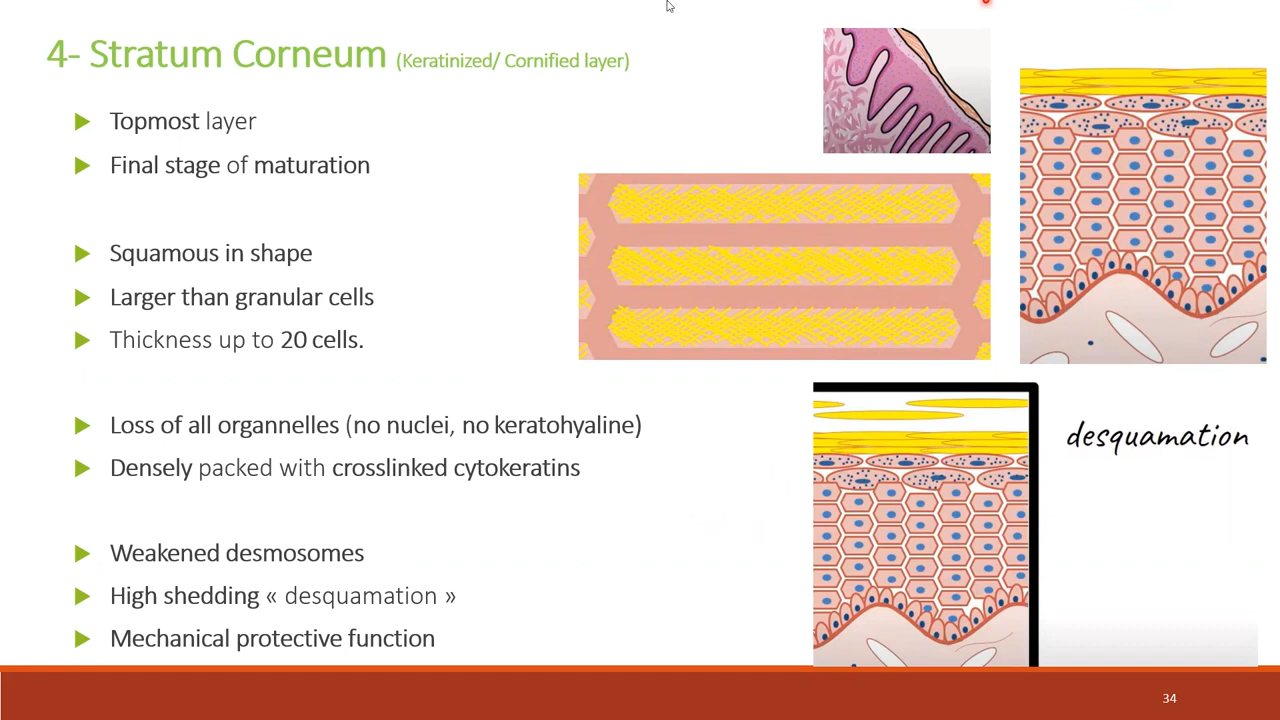 4- Stratum Corneum (Keratinized/ Cornified layer)
Topmost layer
Final stage of maturation
Squamous in shape
Larger than granular cells
Thickness up to 20 cells.
Loss of all organnelles (no nuclei, no keratohyaline)
Densely packed with crosslinked cytokeratins
Weakened desmosomes
High shedding « desquamation »
Mechanical protective function
desquamation
34